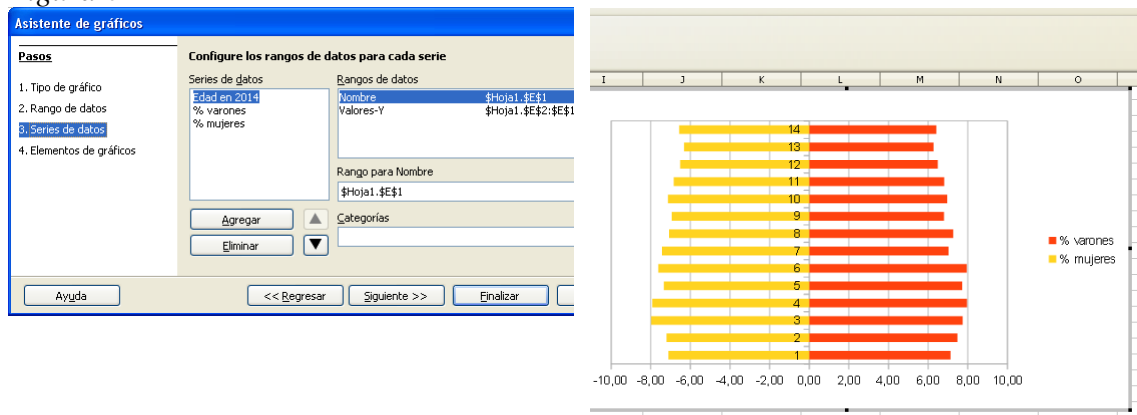 Asistente de gráficos
Pasos
1. Tipo de gráfico
2. Rango de datos
3. Series de datos
4. Elementos de gráficos
Configure los rangos de datos para cada serie
Series de datos
Edad en 2014
% varones
% mujeres
Agregar
Eliminar
Rangos de datos
Nombre $Hoja1.$E$1
Valores-Y $Hoja1.$E$2:$E$1
Rango para Nombre
$Hoja1.$E$1
Categorías
Ayuda
<< Regresar
Siguiente >>
Finalizar
I J K L M N O
14
13
12
11
10
9
8
7
6
5
4
3
2
1
-10,00 -8,00 -6,00 -4,00 -2,00 0,00 2,00 4,00 6,00 8,00 10,00
% varones
% mujeres